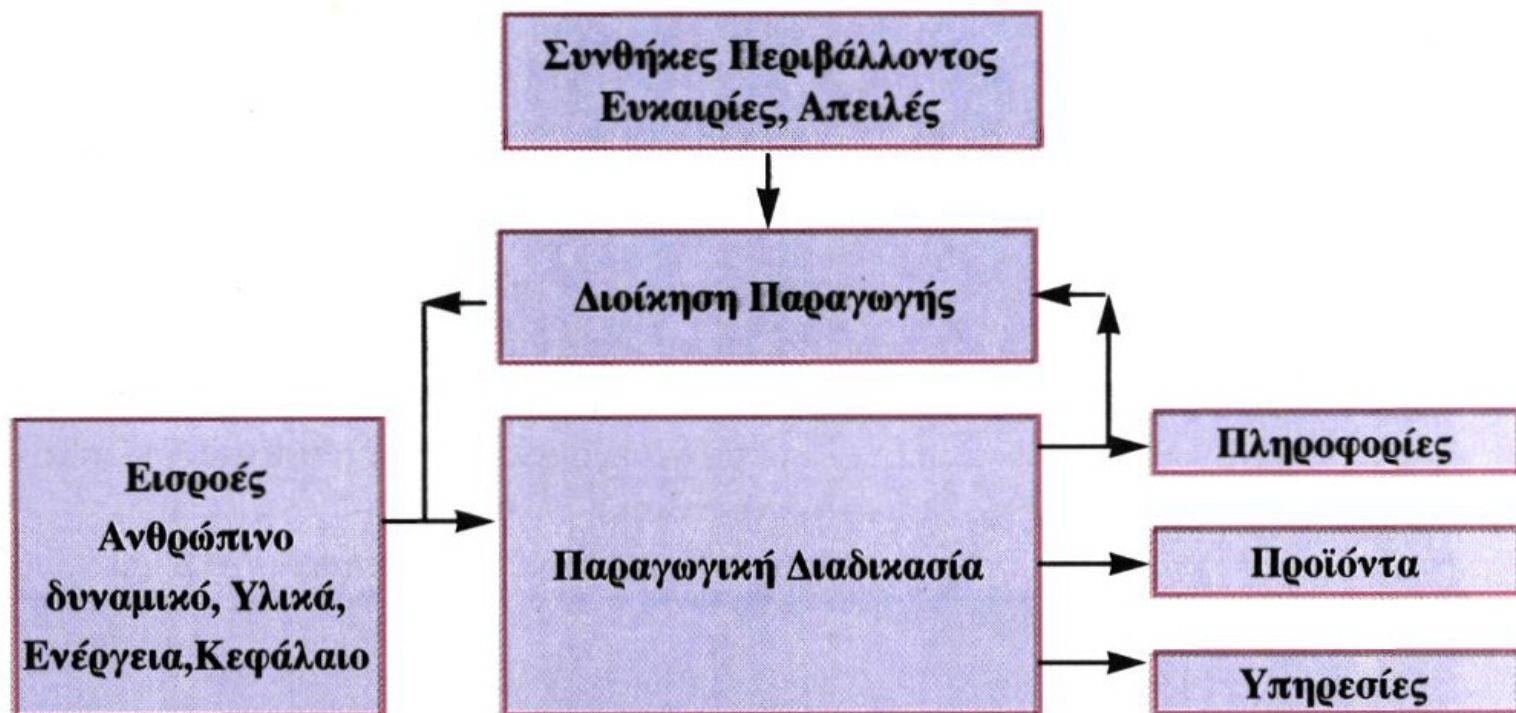 Συνθήκες Περιβάλλοντος
Ευκαιρίες, Απειλές
Διοίκηση Παραγωγής
Εισροές
Ανθρώπινο
δυναμικό, Υλικά,
Ενέργεια,Κεφάλαιο
Παραγωγική Διαδικασία
Πληροφορίες
Προϊόντα
Υπηρεσίες